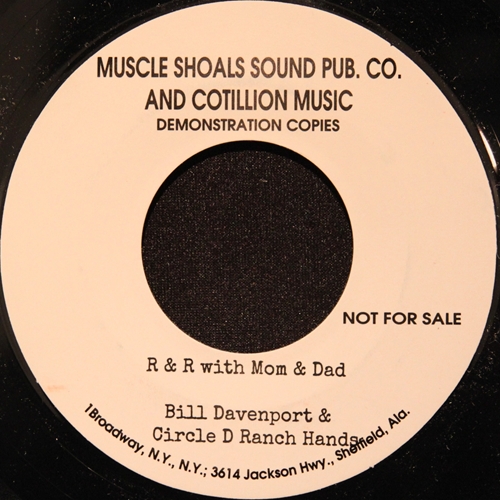 MUSCLE SHOALS SOUND PUB. CO.
AND COTILLION MUSIC
DEMONSTRATION COPIES
NOT FOR SALE
R & R with Mom & Dad
Bill Davenport &
Circle D Ranch Hands
1Broadway, N.Y., N.Y.; 3614 Jackson Hwy., Sheffield, Ala.